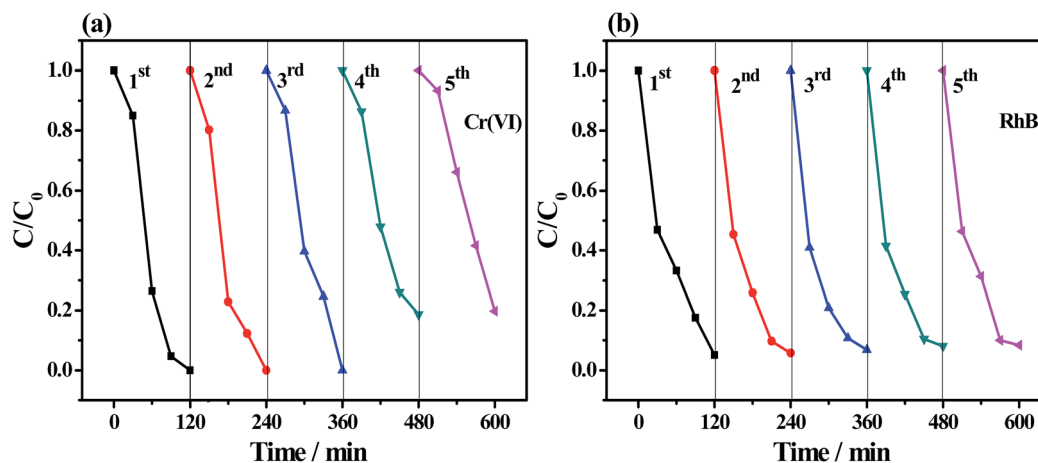 (a)
1st 2nd 3rd 4th 5th
Cr(VI)
C/C0
1.0
0.8
0.6
0.4
0.2
0.0
0 120 240 360 480 600
Time / min
(b)
1st 2nd 3rd 4th 5th
RhB
C/C0
1.0
0.8
0.6
0.4
0.2
0.0
0 120 240 360 480 600
Time / min